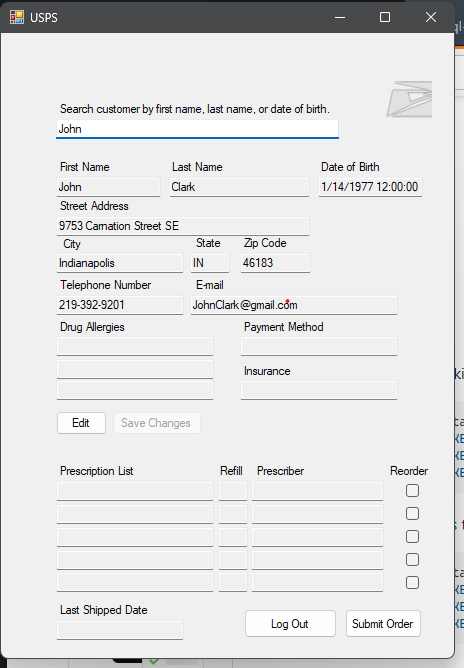 USPS
Search customer by first name, last name, or date of birth.
John
First Name Last Name Date of Birth
John Clark 1/14/1977 12:00:00
Street Address
9753 Carnation Street SE
City State Zip Code
Indianapolis IN 46183
Telephone Number E-mail
219-392-9201 JohnClark@gmail.com
Drug Allergies Payment Method
Insurance
Edit Save Changes
Prescription List Refill Prescriber Reorder
Last Shipped Date
Log Out Submit Order